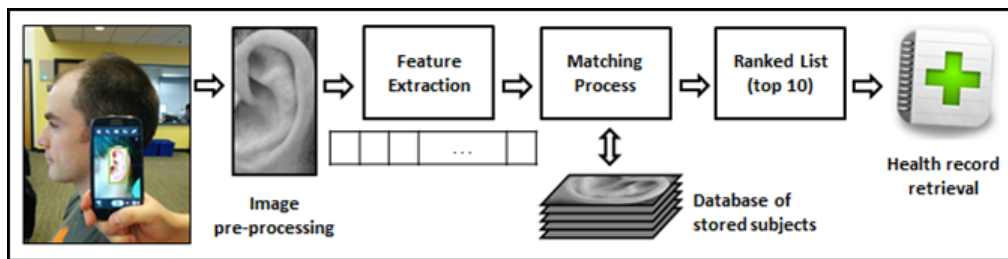 Image
pre-processing
Feature
Extraction
...
Matching
Process
Database of
stored subjects
Ranked List
(top 10)
Health record
retrieval